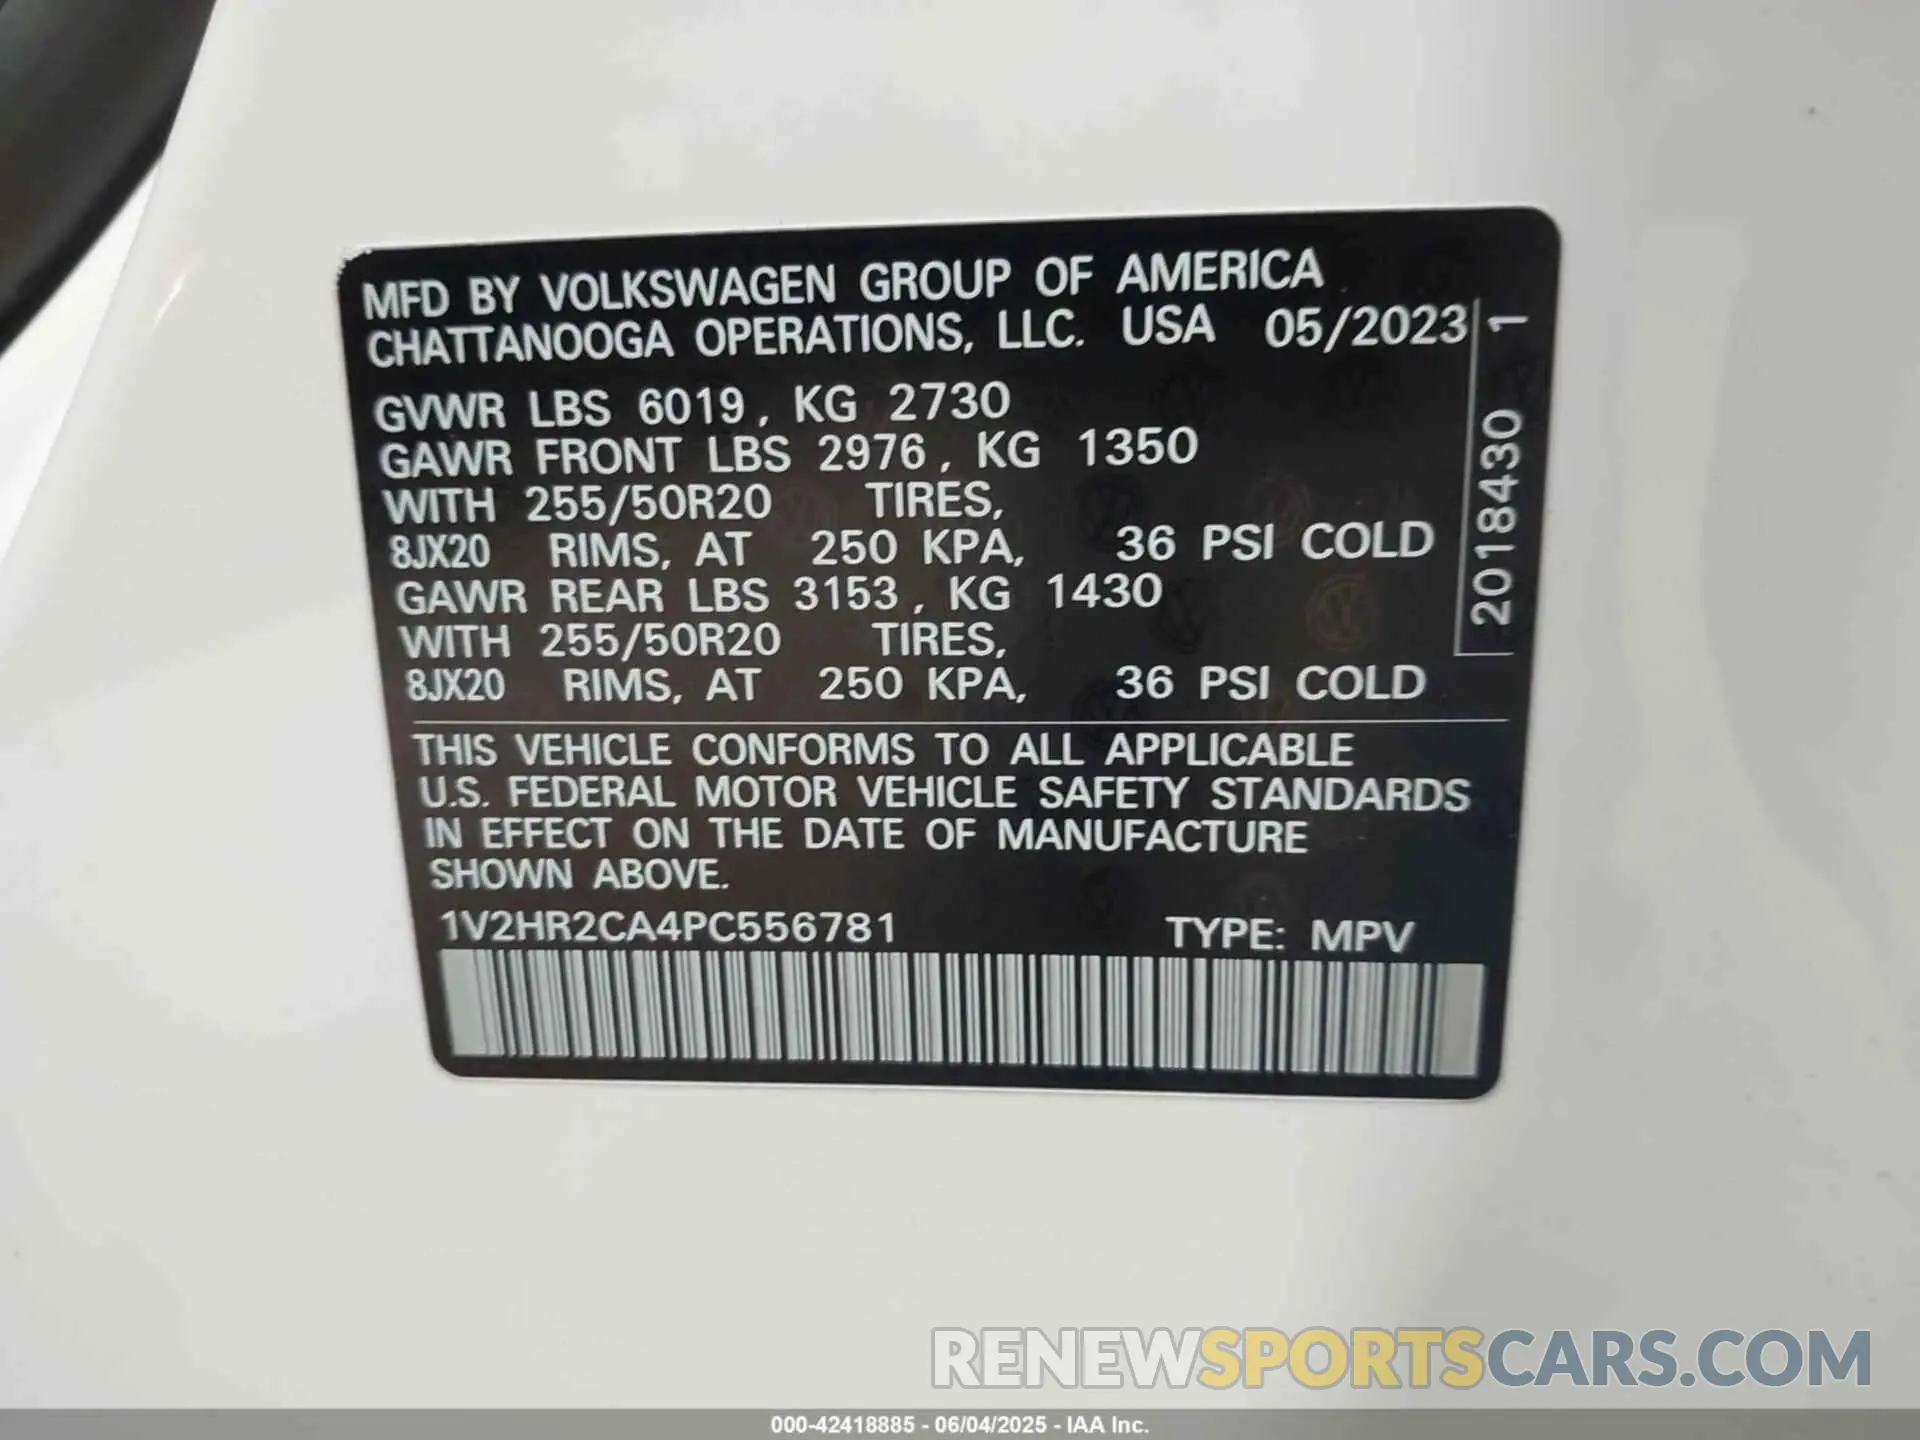 MFD BY VOLKSWAGEN GROUP OF AMERICA
CHATTANOOGA OPERATIONS, LLC. USA 05/2023
GVWR LBS 6019, KG 2730
GAWR FRONT LBS 2976, KG 1350
WITH 255/50R20 TIRES,
8JX20 RIMS, AT 250 KPA, 36 PSI COLD
GAWR REAR LBS 3153, KG 1430
WITH 255/50R20 TIRES,
8JX20 RIMS, AT 250 KPA, 36 PSI COLD
2018430 1
THIS VEHICLE CONFORMS TO ALL APPLICABLE
U.S. FEDERAL MOTOR VEHICLE SAFETY STANDARDS
IN EFFECT ON THE DATE OF MANUFACTURE
SHOWN ABOVE.
1V2HR2CA4PC556781 TYPE: MPV
RENEWSPORTSCARS.COM
000-42418885 - 06/04/2025 - IAA Inc.